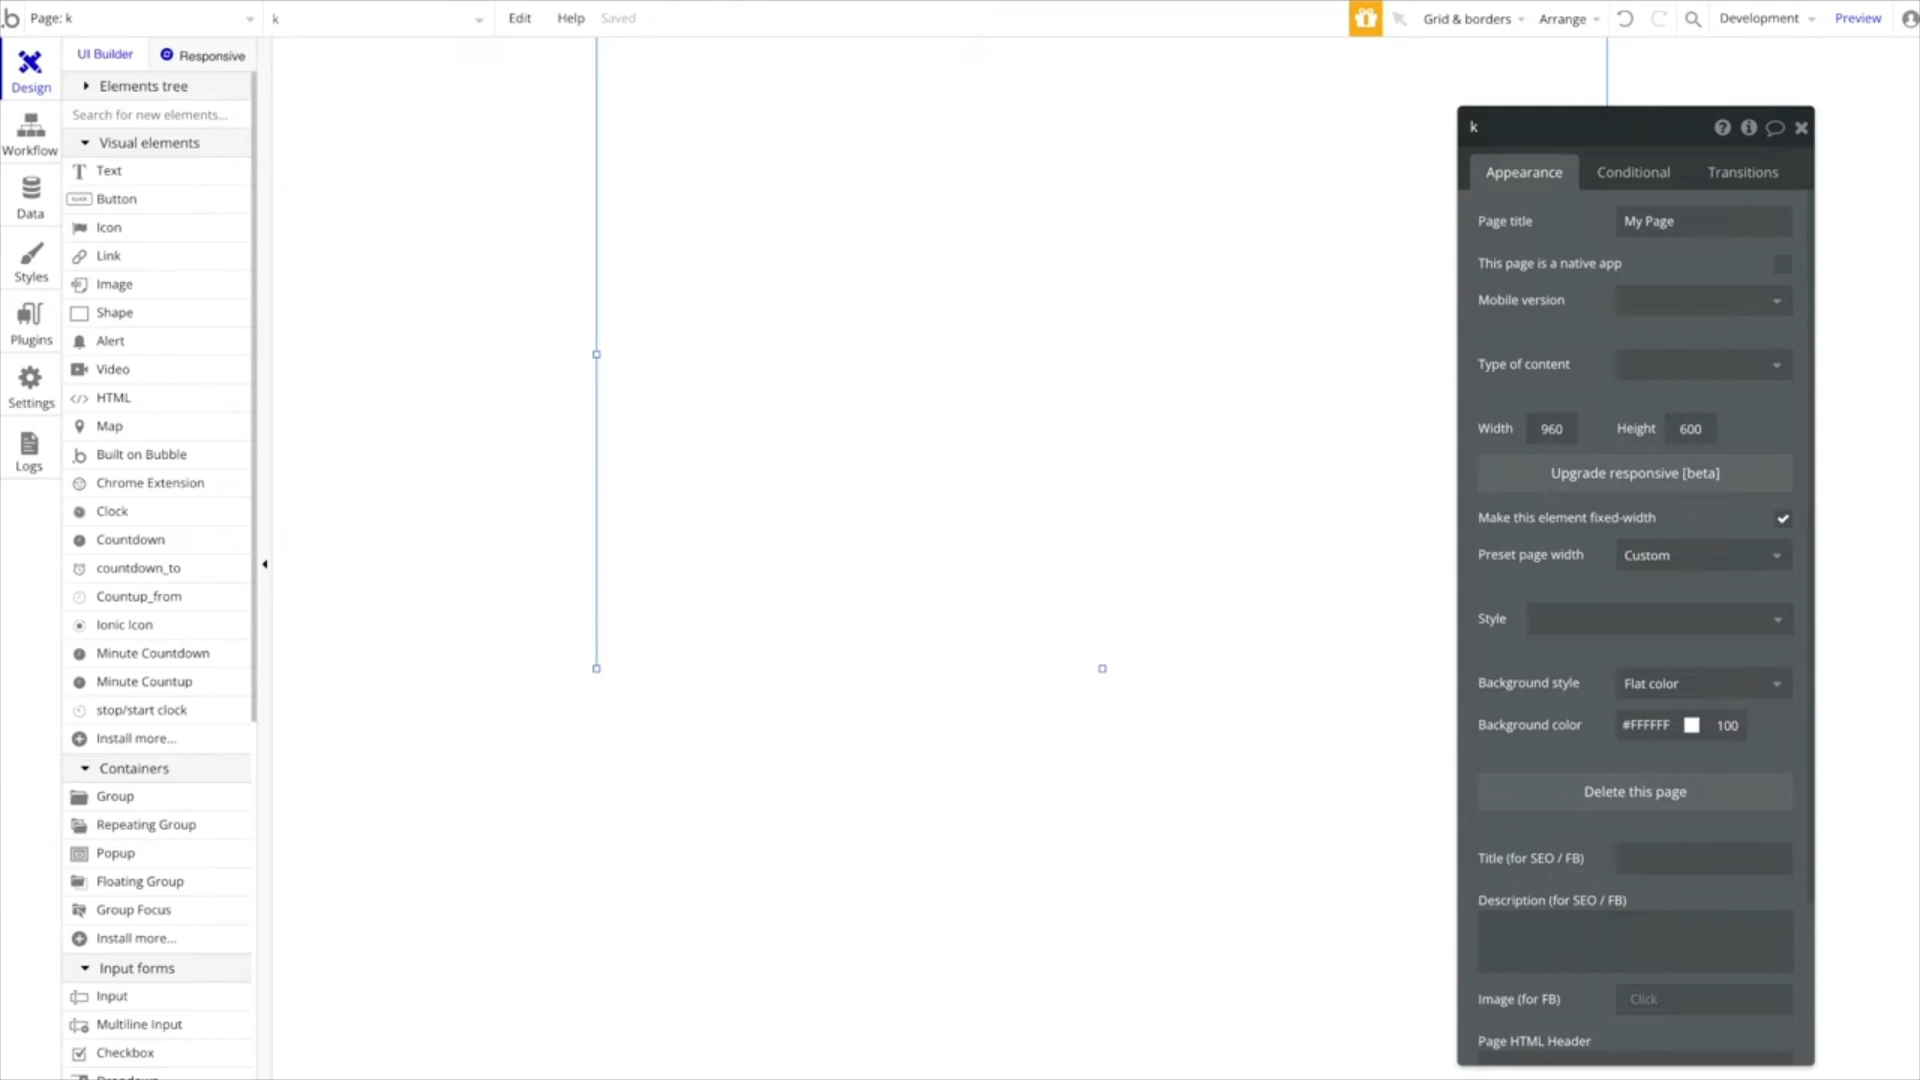 Page: k
k
Edit
Help
Saved
Grid & borders
Arrange
Development
Preview
Design
Workflow
Data
Styles
Plugins
Settings
Logs
UI Builder
Responsive
Elements tree
Search for new elements...
Visual elements
Text
Button
Icon
Link
Image
Shape
Alert
Video
HTML
Map
Built on Bubble
Chrome Extension
Clock
Countdown
countdown_to
Countup_from
Ionic Icon
Minute Countdown
Minute Countup
stop/start clock
Install more...
Containers
Group
Repeating Group
Popup
Floating Group
Group Focus
Install more...
Input forms
Input
Multiline Input
Checkbox
k
Appearance
Conditional
Transitions
Page title
My Page
This page is a native app
Mobile version
Type of content
Width 960 Height 600
Upgrade responsive [beta]
Make this element fixed-width
Preset page width
Custom
Style
Background style
Flat color
Background color
#FFFFFF 100
Delete this page
Title (for SEO / FB)
Description (for SEO / FB)
Image (for FB)
Click
Page HTML Header